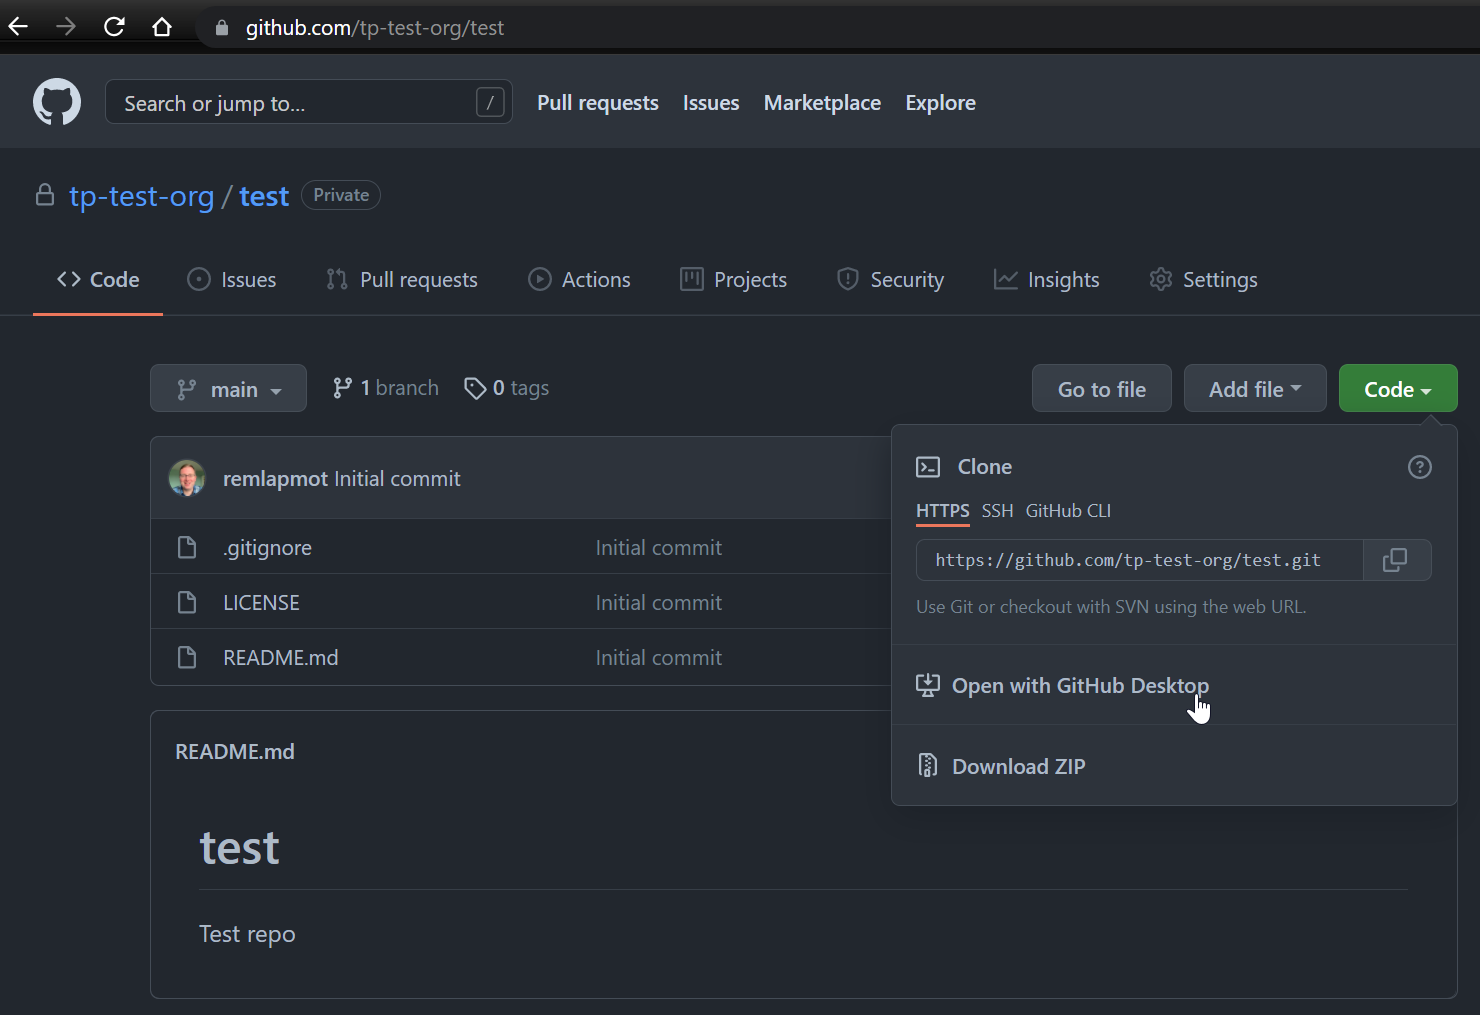 github.com/tp-test-org/test
Search or jump to... /
Pull requests Issues Marketplace Explore
tp-test-org / test Private
Code Issues Pull requests Actions Projects Security Insights Settings
main 1 branch 0 tags Go to file Add file Code
remlapmot Initial commit
.gitignore Initial commit
LICENSE Initial commit
README.md Initial commit
Clone
HTTPS SSH GitHub CLI
https://github.com/tp-test-org/test.git
Use Git or checkout with SVN using the web URL.
Open with GitHub Desktop
Download ZIP
README.md
test
Test repo